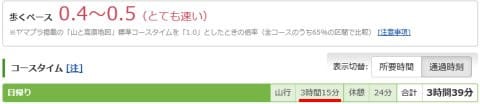 歩くペース 0.4～0.5（とても速い）
※ヤマプラ掲載の「山と高原地図」標準コースタイムを「1.0」としたときの倍率（全コースのうち65%の区間で比較） [注意事項]
コースタイム [注]
表示切替: 所要時間 通過時刻
日帰り 山行 3時間15分 休憩 24分 合計 3時間39分